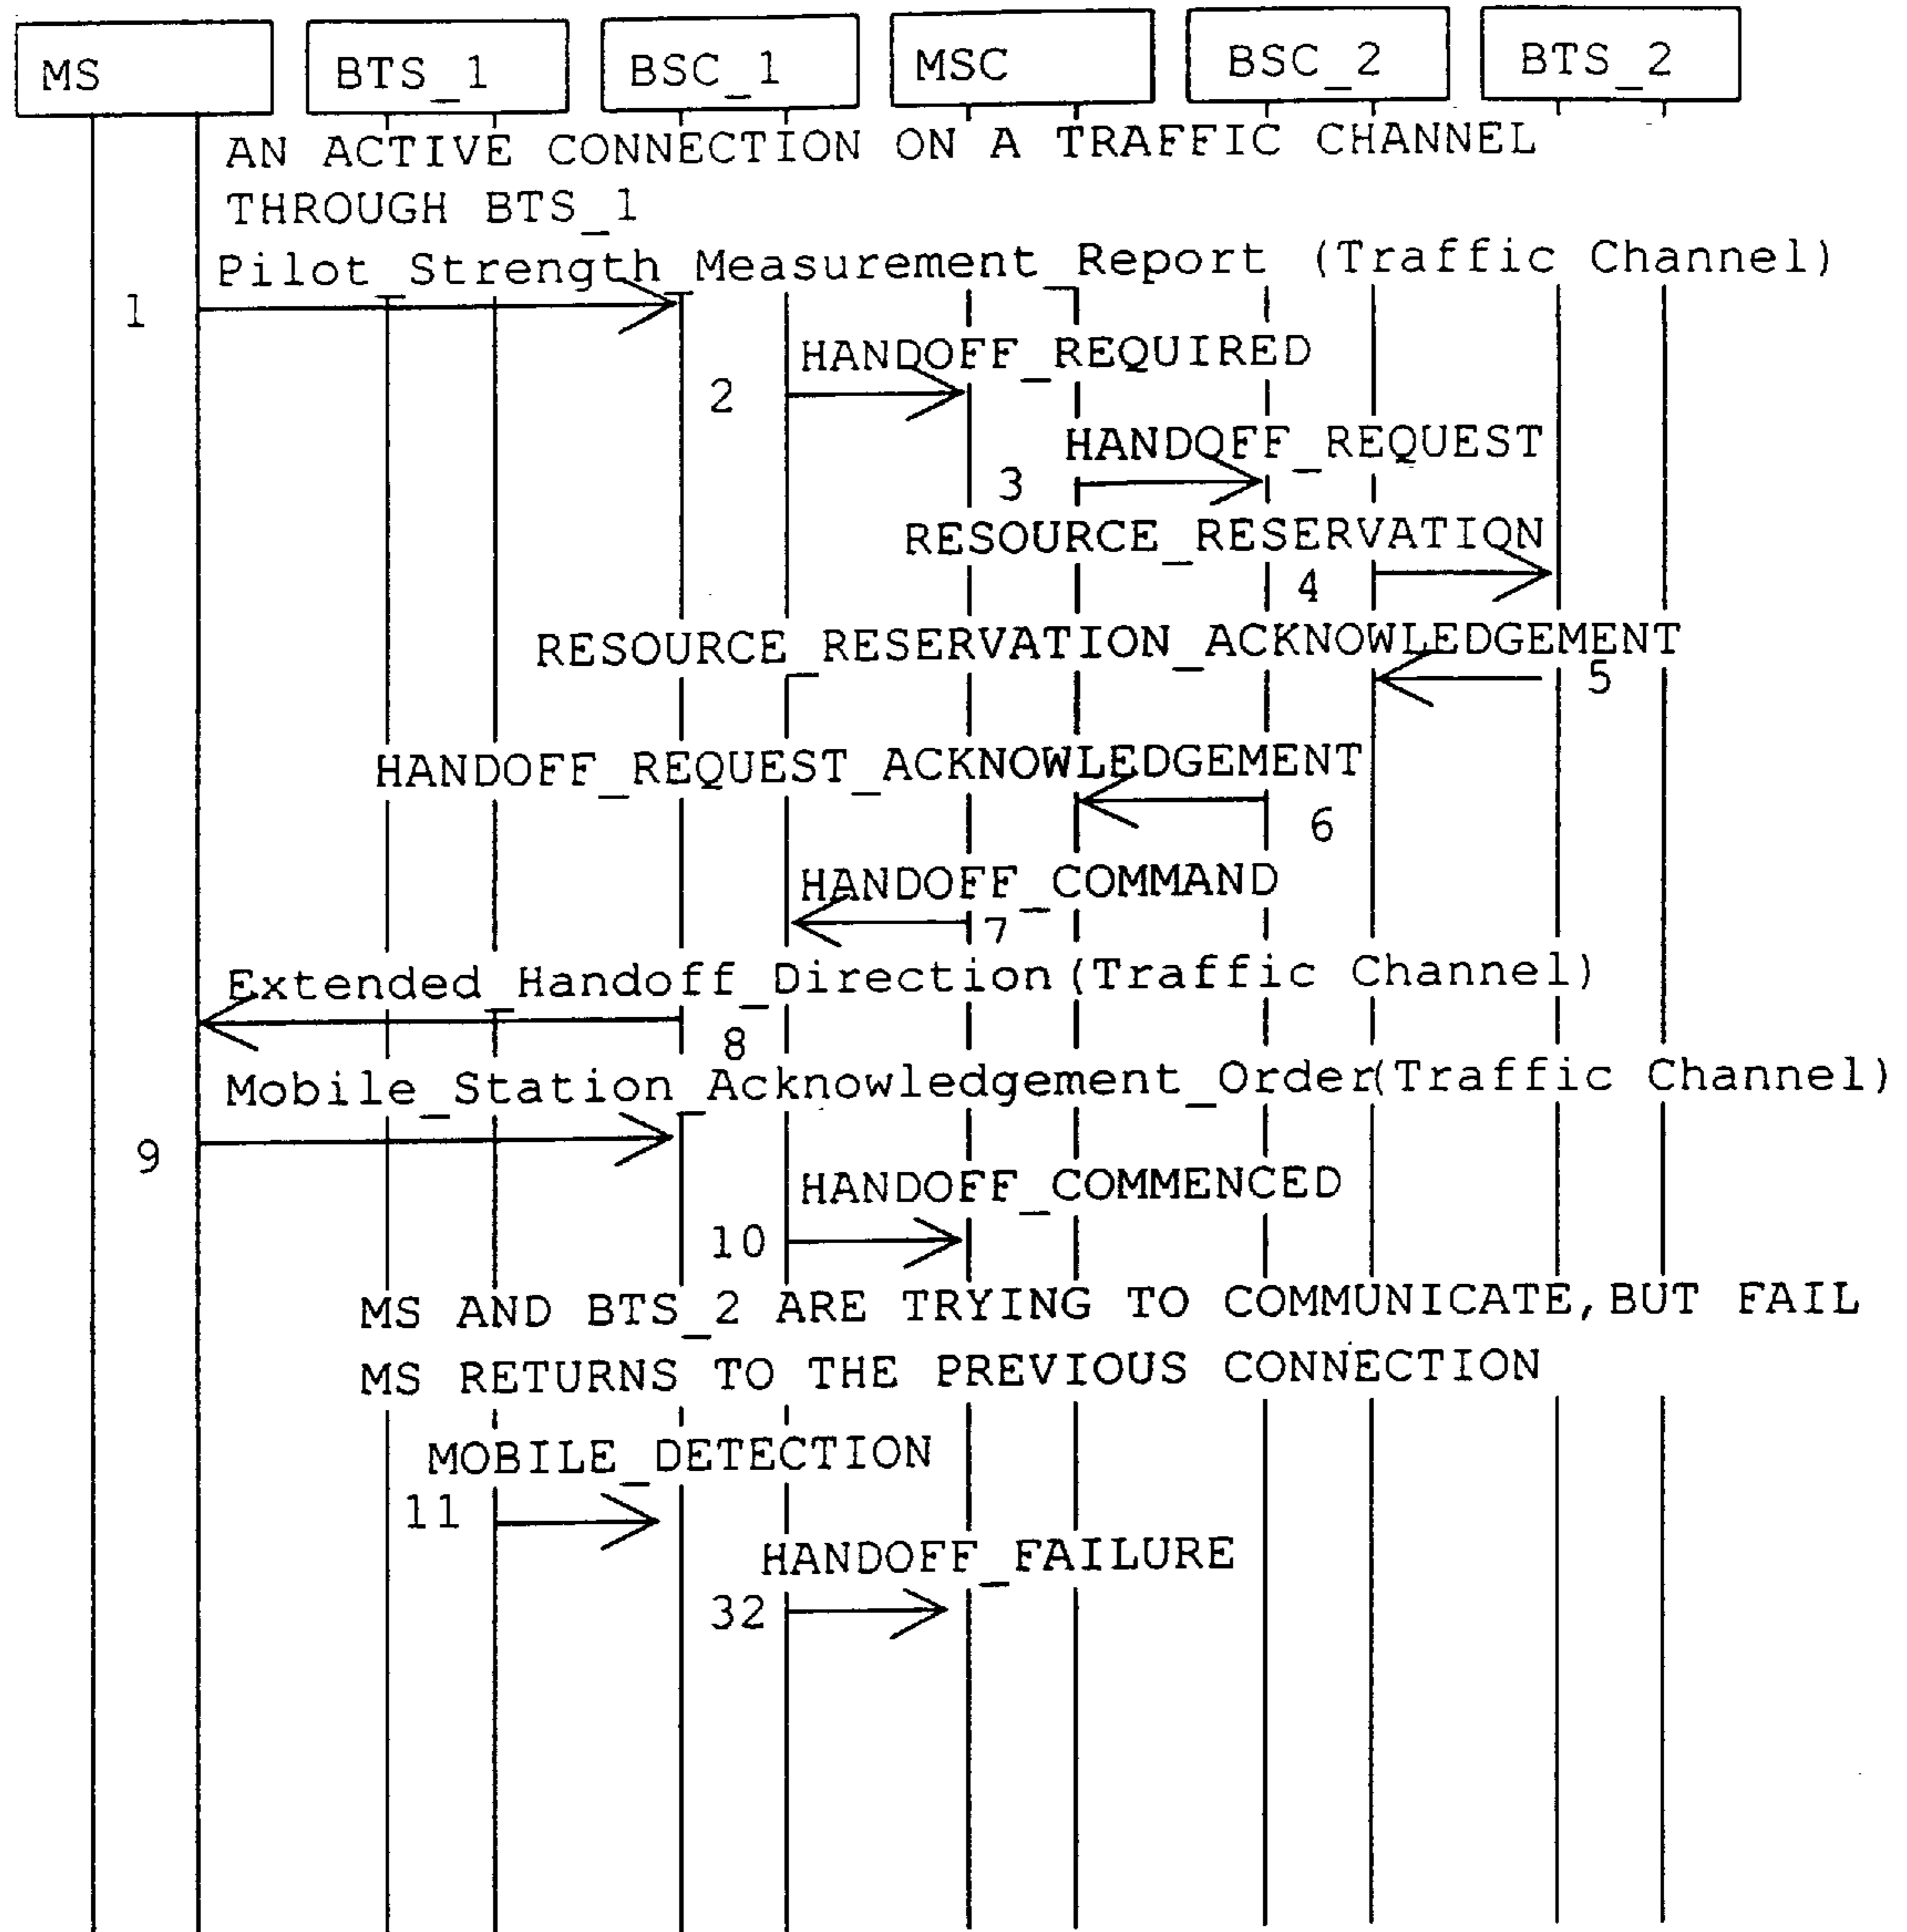 MS BTS_1 BSC_1 MSC BSC_2 BTS_2
AN ACTIVE CONNECTION ON A TRAFFIC CHANNEL
THROUGH BTS_1
Pilot_Strength_Measurement_Report (Traffic Channel)
1
HANDOFF_REQUIRED
2
HANDOFF_REQUEST
3
RESOURCE_RESERVATION
4
RESOURCE_RESERVATION_ACKNOWLEDGEMENT
5
HANDOFF_REQUEST_ACKNOWLEDGEMENT
6
HANDOFF_COMMAND
7
Extended_Handoff_Direction (Traffic Channel)
8
Mobile_Station_Acknowledgement_Order(Traffic Channel)
9
HANDOFF_COMMENCED
10
MS AND BTS_2 ARE TRYING TO COMMUNICATE, BUT FAIL
MS RETURNS TO THE PREVIOUS CONNECTION
MOBILE_DETECTION
11
HANDOFF_FAILURE
32